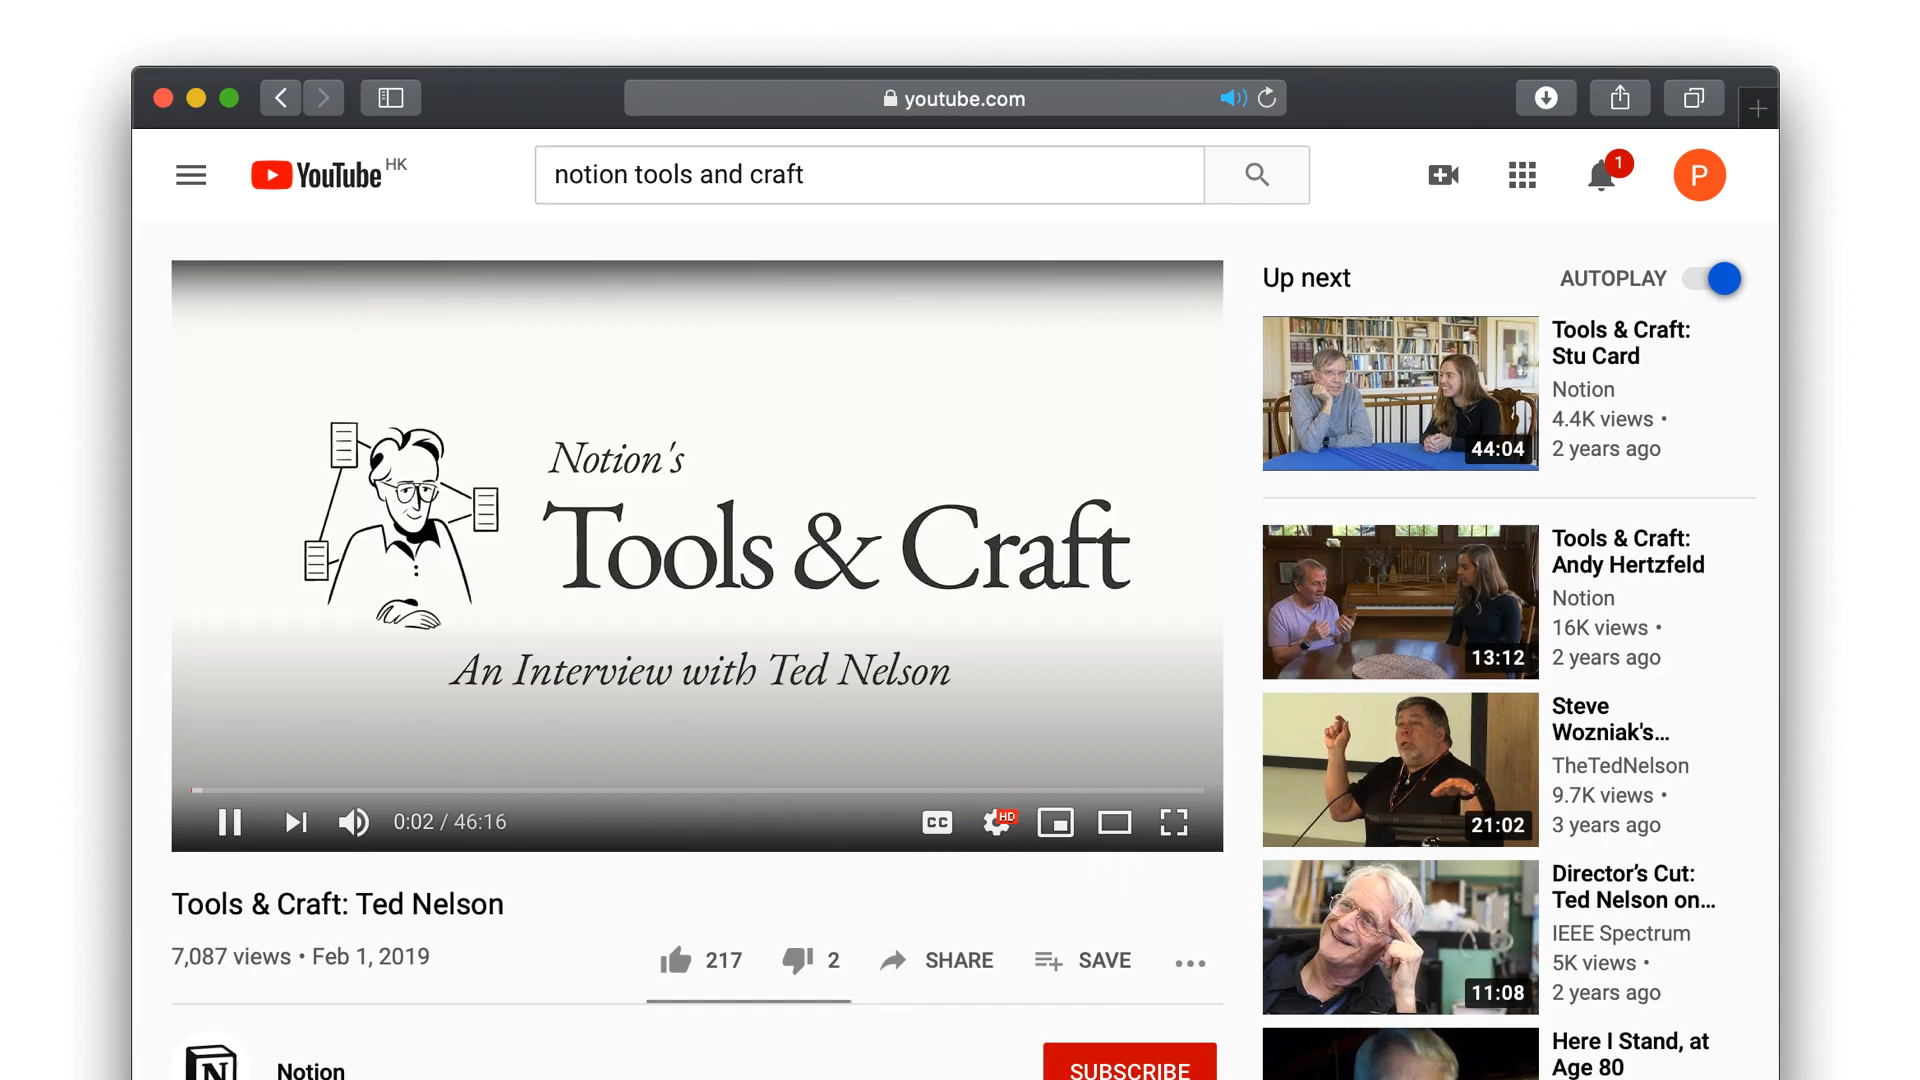 youtube.com
YouTube HK
notion tools and craft
1
P
Notion's
Tools & Craft
An Interview with Ted Nelson
0:02 / 46:16
CC
HD
Tools & Craft: Ted Nelson
7,087 views • Feb 1, 2019
217
2
SHARE
SAVE
N
Notion
SUBSCRIBE
Up next
AUTOPLAY
44:04
Tools & Craft:
Stu Card
Notion
4.4K views •
2 years ago
13:12
Tools & Craft:
Andy Hertzfeld
Notion
16K views •
2 years ago
21:02
Steve
Wozniak's...
TheTedNelson
9.7K views •
3 years ago
11:08
Director’s Cut:
Ted Nelson on...
IEEE Spectrum
5K views •
2 years ago
Here I Stand, at
Age 80